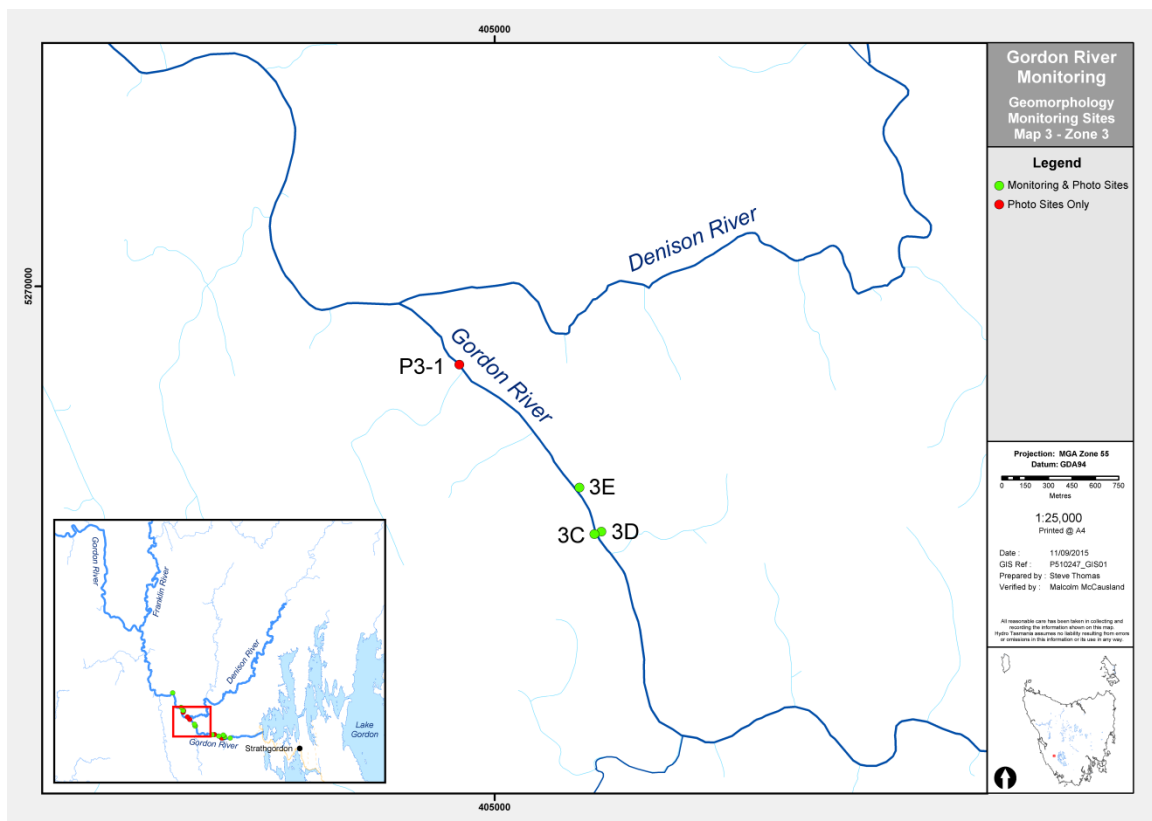 405000
5270000
Denison River
Gordon River
P3-1
3E
3C
3D
405000
Gordon River
Franklin River
Denison River
Gordon River
Strathgordon
Lake
Gordon
Gordon River
Monitoring
Geomorphology
Monitoring Sites
Map 3 - Zone 3
Legend
Monitoring & Photo Sites
Photo Sites Only
Projection: MGA Zone 55
Datum: GDA94
0 150 300 450 600 750
Metres
1:25,000
Printed @ A4
Date : 11/09/2015
GIS Ref : P510247_GIS01
Prepared by : Steve Thomas
Verified by : Malcolm McCausland
All reasonable care has been taken in collecting and
recording the information shown on this map.
Hydro Tasmania assumes no liability resulting from errors
or omissions in this information or its use in any way.